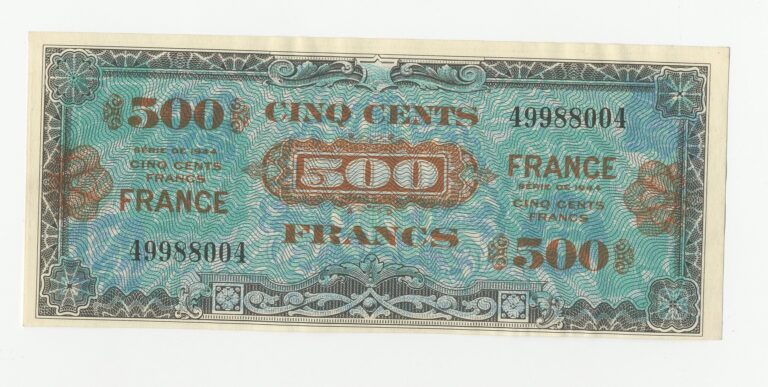 500 CINQ CENTS 49988004
SÉRIE DE 1944
CINQ CENTS
FRANCS
FRANCE
500
FRANCE
SÉRIE DE 1944
CINQ CENTS
FRANCS
49988004 FRANCS 500